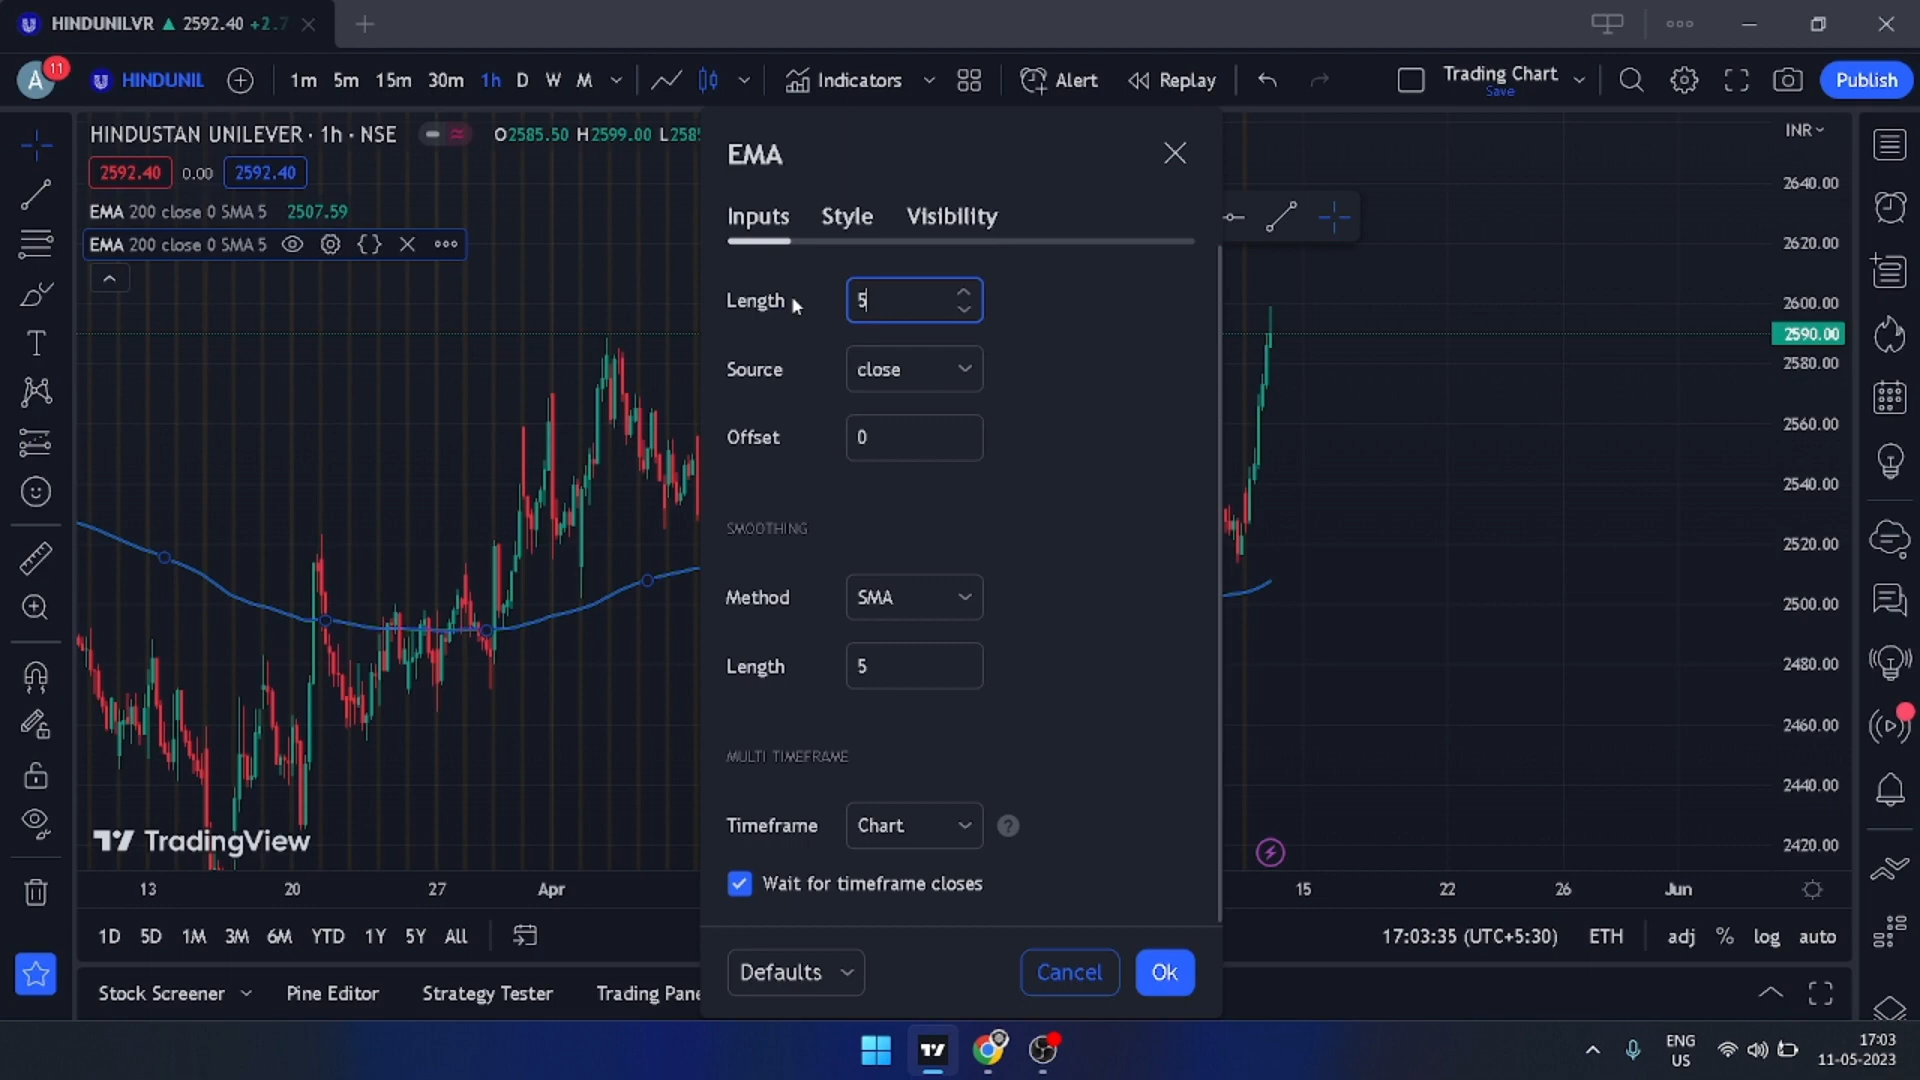 HINDUNILVR ▲ 2592.40 +2.7
A 11 HINDUNIL 1m 5m 15m 30m 1h D W M Indicators Alert Replay Trading Chart Save Publish
HINDUSTAN UNILEVER · 1h · NSE O2585.50 H2599.00 L258
2592.40 0.00 2592.40
EMA 200 close 0 SMA 5 2507.59
EMA 200 close 0 SMA 5
EMA
Inputs Style Visibility
Length 5
Source close
Offset 0
SMOOTHING
Method SMA
Length 5
MULTI TIMEFRAME
Timeframe Chart ?
Wait for timeframe closes
Defaults Cancel Ok
INR
2640.00
2620.00
2600.00
2590.00
2580.00
2560.00
2540.00
2520.00
2500.00
2480.00
2460.00
2440.00
2420.00
TradingView
13 20 27 Apr 15 22 26 Jun
1D 5D 1M 3M 6M YTD 1Y 5Y All 17:03:35 (UTC+5:30) ETH adj % log auto
Stock Screener Pine Editor Strategy Tester Trading Pane
ENG US 17:03
11-05-2023